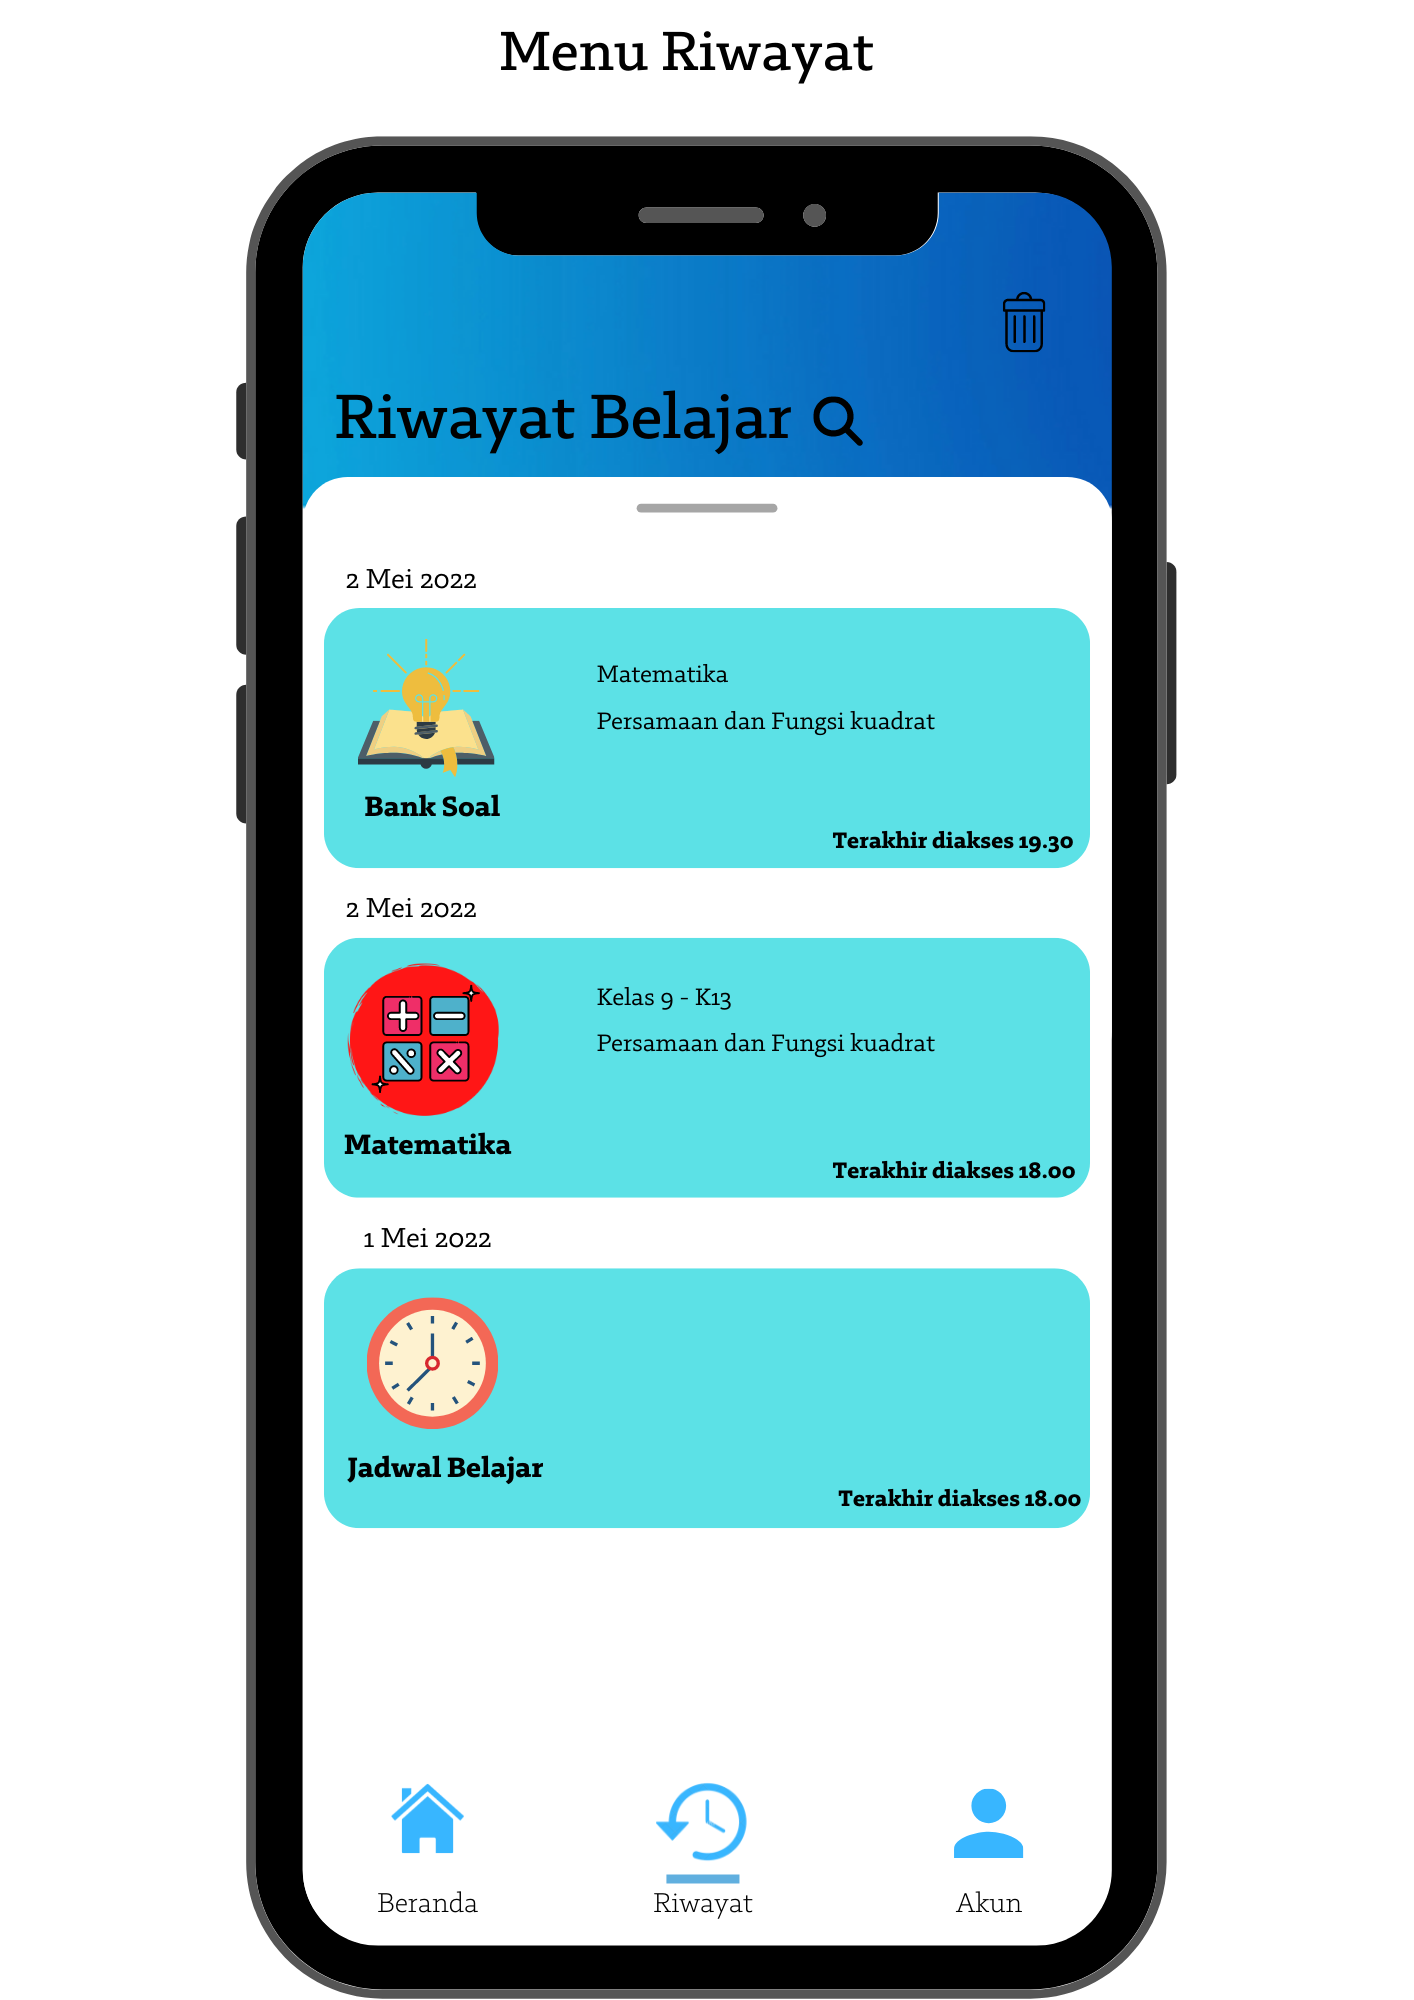 Menu Riwayat
Riwayat Belajar
2 Mei 2022
Matematika
Persamaan dan Fungsi kuadrat
Bank Soal
Terakhir diakses 19.30
2 Mei 2022
Kelas 9 - K13
Persamaan dan Fungsi kuadrat
Matematika
Terakhir diakses 18.00
1 Mei 2022
Jadwal Belajar
Terakhir diakses 18.00
Beranda
Riwayat
Akun